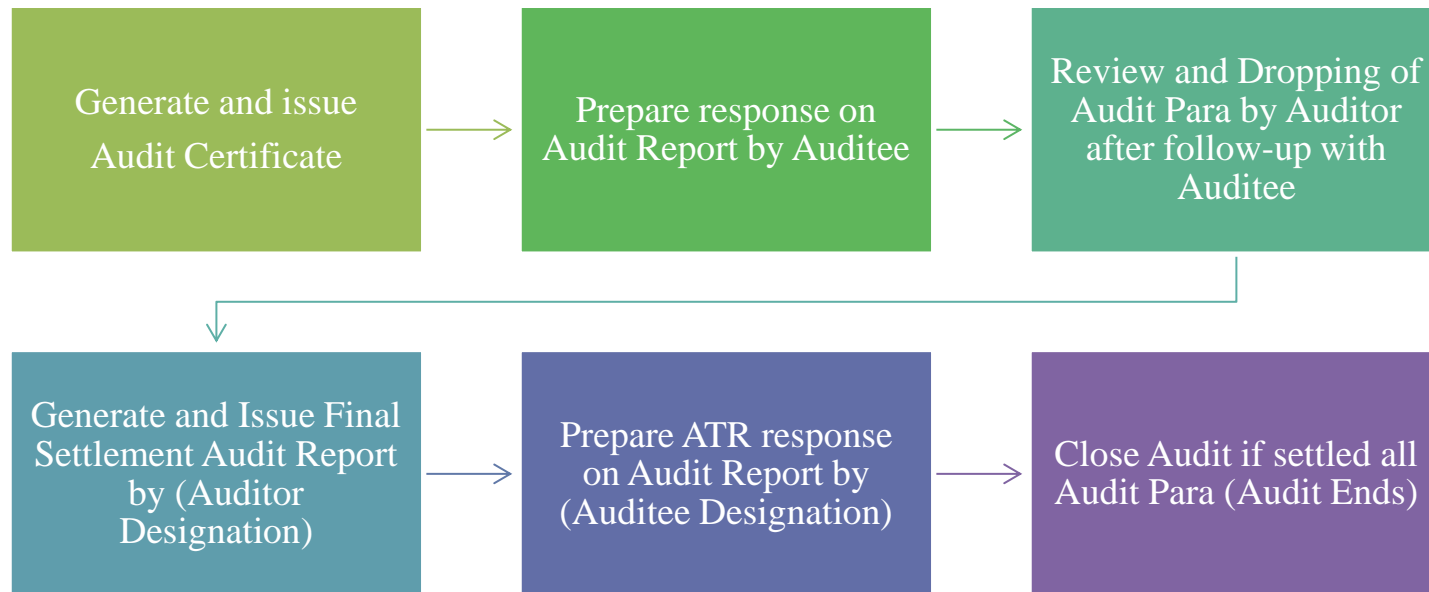 Generate and issue
Audit Certificate
Prepare response on
Audit Report by Auditee
Review and Dropping of
Audit Para by Auditor
after follow-up with
Auditee
Generate and Issue Final
Settlement Audit Report
by (Auditor
Designation)
Prepare ATR response
on Audit Report by
(Auditee Designation)
Close Audit if settled all
Audit Para (Audit Ends)